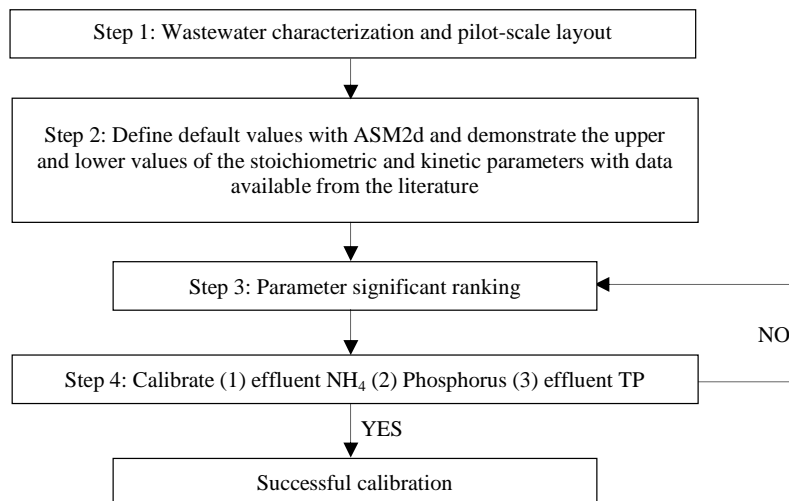 Step 1: Wastewater characterization and pilot-scale layout
Step 2: Define default values with ASM2d and demonstrate the upper
and lower values of the stoichiometric and kinetic parameters with data
available from the literature
Step 3: Parameter significant ranking
NO
Step 4: Calibrate (1) effluent NH₄ (2) Phosphorus (3) effluent TP
YES
Successful calibration